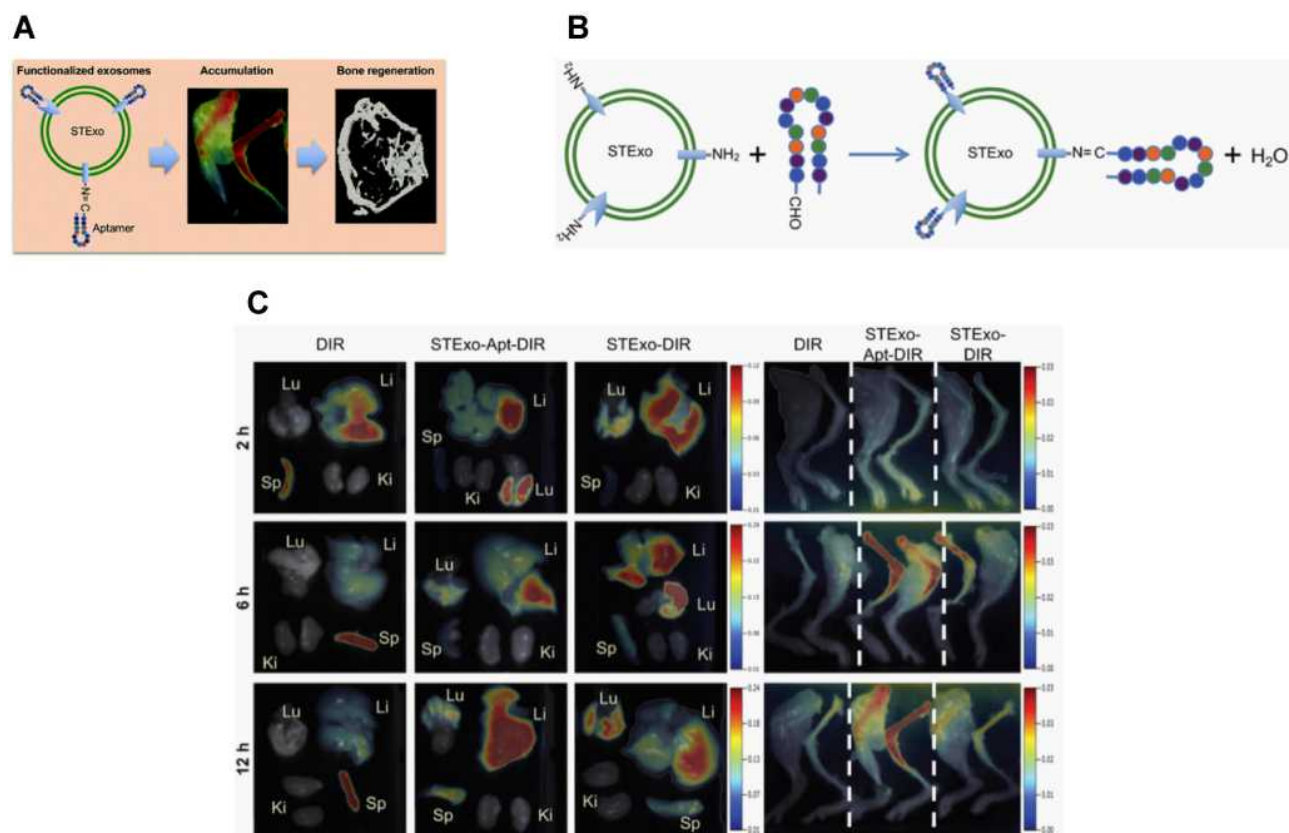 A
Functionalized exosomes
Accumulation
Bone regeneration
STExo
N=C
Aptamer
B
NH2
STExo
NH2
NH2
+
CHO
STExo
N=C
+ H2O
C
DIR
STExo-Apt-DIR
STExo-DIR
DIR
STExo-
Apt-DIR
STExo-
DIR
2 h
Lu
Li
Sp
Ki
Sp
Li
Ki
Lu
Lu
Li
Sp
Ki
6 h
Lu
Li
Ki
Sp
Lu
Li
Sp
Ki
Li
Lu
Sp
Ki
12 h
Lu
Li
Ki
Sp
Lu
Li
Sp
Ki
Lu
Li
Ki
Sp